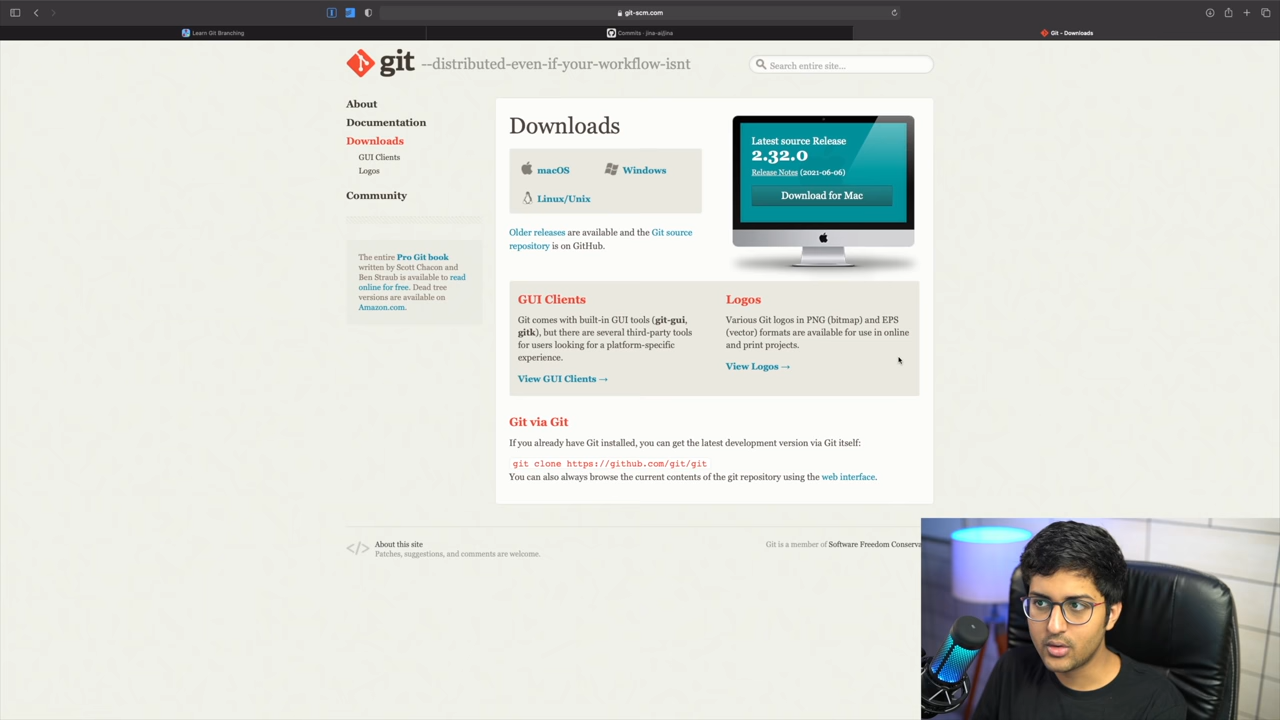 git-scm.com
Learn Git Branching
Commits · jina-ai/jina
Git - Downloads
git --distributed-even-if-your-workflow-isnt
Search entire site...
About
Documentation
Downloads
GUI Clients
Logos
Community
The entire Pro Git book
written by Scott Chacon and
Ben Straub is available to read
online for free. Dead tree
versions are available on
Amazon.com.
Downloads
macOS
Windows
Linux/Unix
Older releases are available and the Git source
repository is on GitHub.
Latest source Release
2.32.0
Release Notes (2021-06-06)
Download for Mac
GUI Clients
Git comes with built-in GUI tools (git-gui,
gitk), but there are several third-party tools
for users looking for a platform-specific
experience.
View GUI Clients →
Logos
Various Git logos in PNG (bitmap) and EPS
(vector) formats are available for use in online
and print projects.
View Logos →
Git via Git
If you already have Git installed, you can get the latest development version via Git itself:
git clone https://github.com/git/git
You can also always browse the current contents of the git repository using the web interface.
</> About this site
Patches, suggestions, and comments are welcome.
Git is a member of Software Freedom Conserva